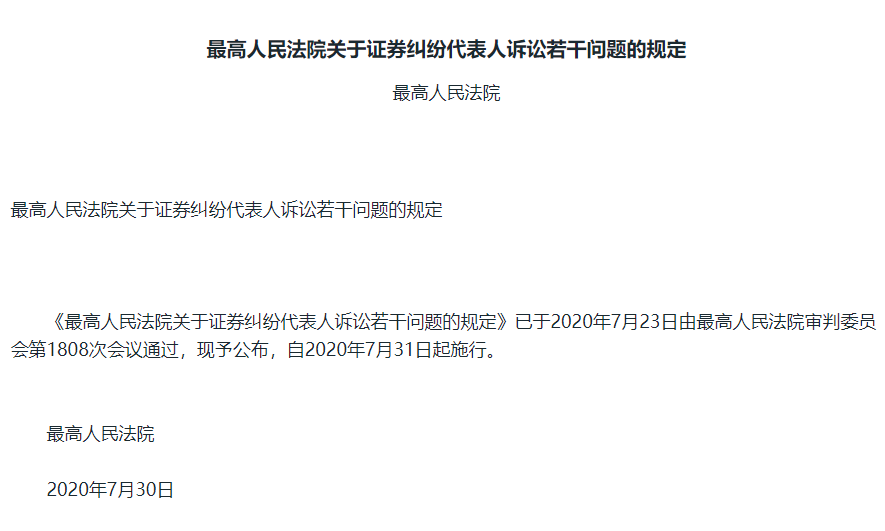 最高人民法院关于证券纠纷代表人诉讼若干问题的规定
最高人民法院
最高人民法院关于证券纠纷代表人诉讼若干问题的规定
《最高人民法院关于证券纠纷代表人诉讼若干问题的规定》已于2020年7月23日由最高人民法院审判委员
会第1808次会议通过，现予公布，自2020年7月31日起施行。
最高人民法院
2020年7月30日